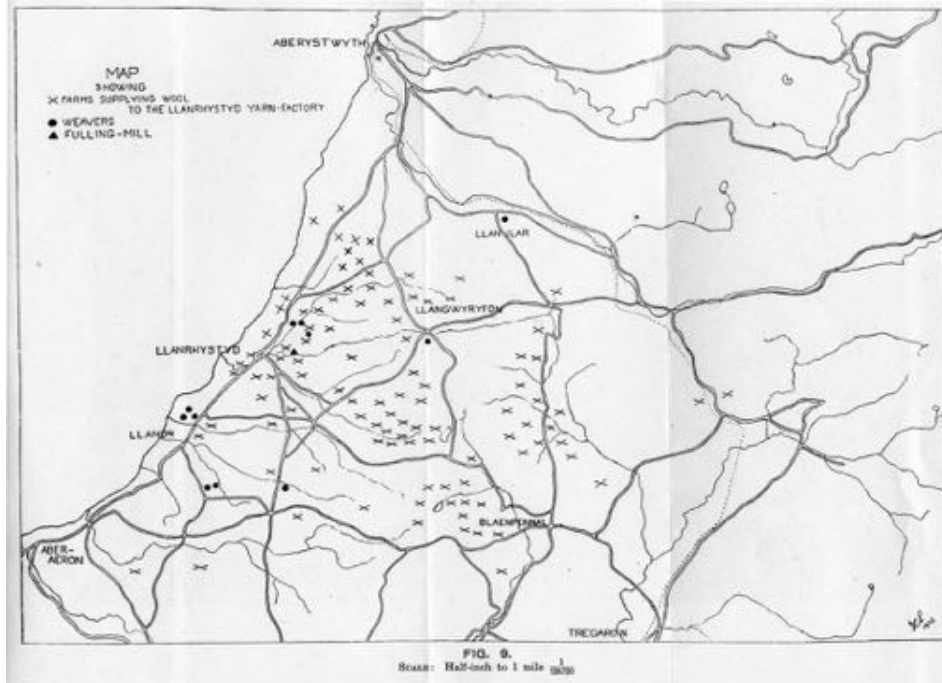 ABERYSTWYTH
MAP
SHOWING
FARMS SUPPLYING WOOL
TO THE LLANRHYSTYD YARN-FACTORY
WEAVERS
FULLING-MILL
LLANILAR
LLANGWYRYFON
LLANRHYSTYD
LLANON
BLAENPENNAL
ABER-
AERON
TREGARON
FIG. 9.
SCALE: Half-inch to 1 mile